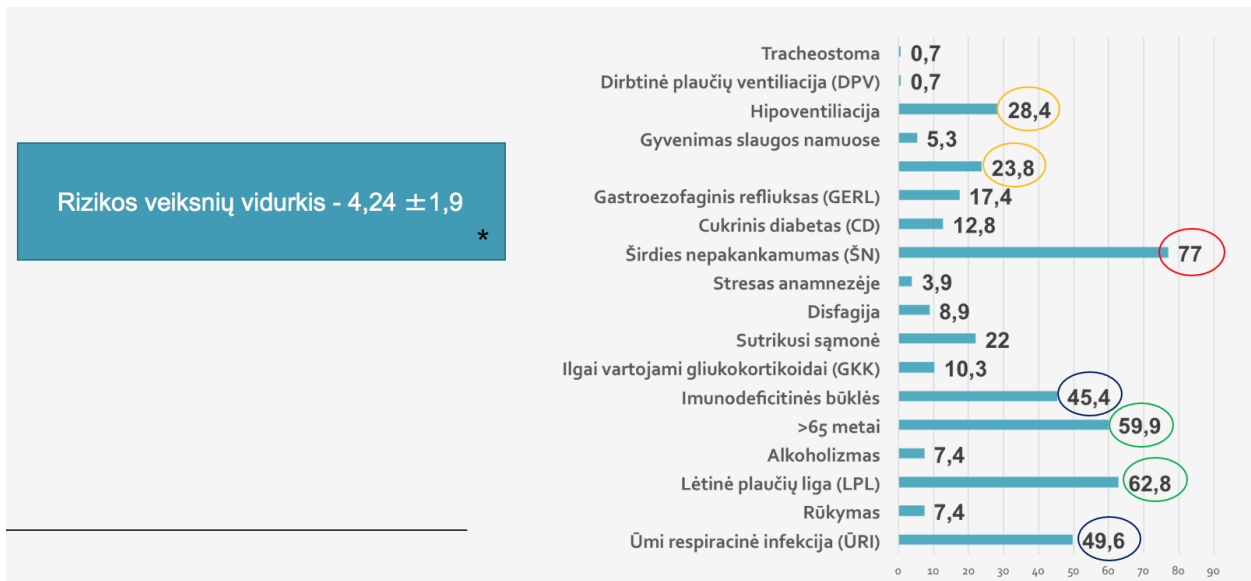 Rizikos veiksnių vidurkis - 4,24 ±1,9
*
Tracheostoma 0,7
Dirbtinė plaučių ventiliacija (DPV) 0,7
Hipoventiliacija 28,4
Gyvenimas slaugos namuose 5,3
23,8
Gastroezofaginis refliuksas (GERL) 17,4
Cukrinis diabetas (CD) 12,8
Širdies nepakankamumas (ŠN) 77
Stresas anamnezėje 3,9
Disfagija 8,9
Sutrikusi sąmonė 22
Ilgai vartojami gliukokortikoidai (GKK) 10,3
Imunodeficitinės būklės 45,4
>65 metai 59,9
Alkoholizmas 7,4
Lėtinė plaučių liga (LPL) 62,8
Rūkymas 7,4
Ūmi respiracinė infekcija (ŪRI) 49,6
0 10 20 30 40 50 60 70 80 90